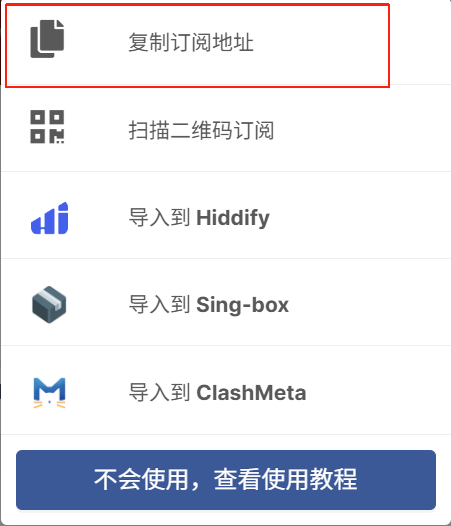 复制订阅地址
扫描二维码订阅
导入到 Hiddify
导入到 Sing-box
导入到 ClashMeta
不会使用，查看使用教程